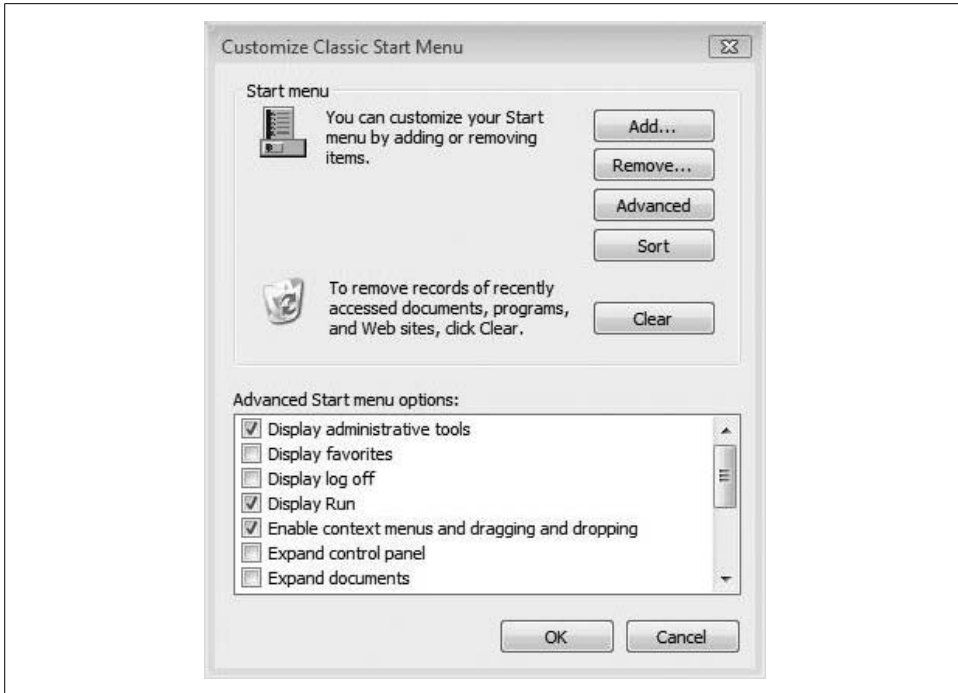 Customize Classic Start Menu
Start menu
You can customize your Start
menu by adding or removing
items.
Add...
Remove...
Advanced
Sort
To remove records of recently
accessed documents, programs,
and Web sites, click Clear.
Clear
Advanced Start menu options:
Display administrative tools
Display favorites
Display log off
Display Run
Enable context menus and dragging and dropping
Expand control panel
Expand documents
OK
Cancel